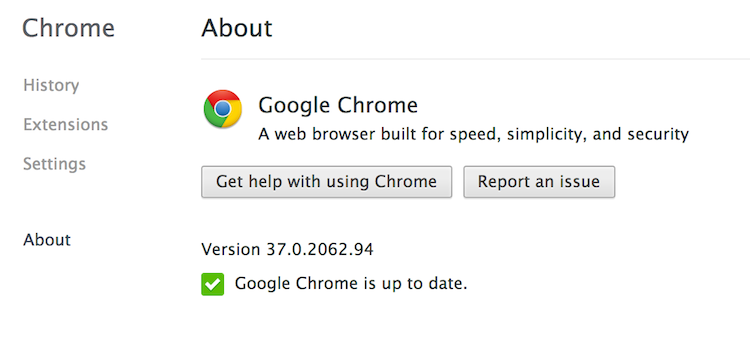 Chrome
About
History
Extensions
Settings
About
Google Chrome
A web browser built for speed, simplicity, and security
Get help with using Chrome
Report an issue
Version 37.0.2062.94
Google Chrome is up to date.